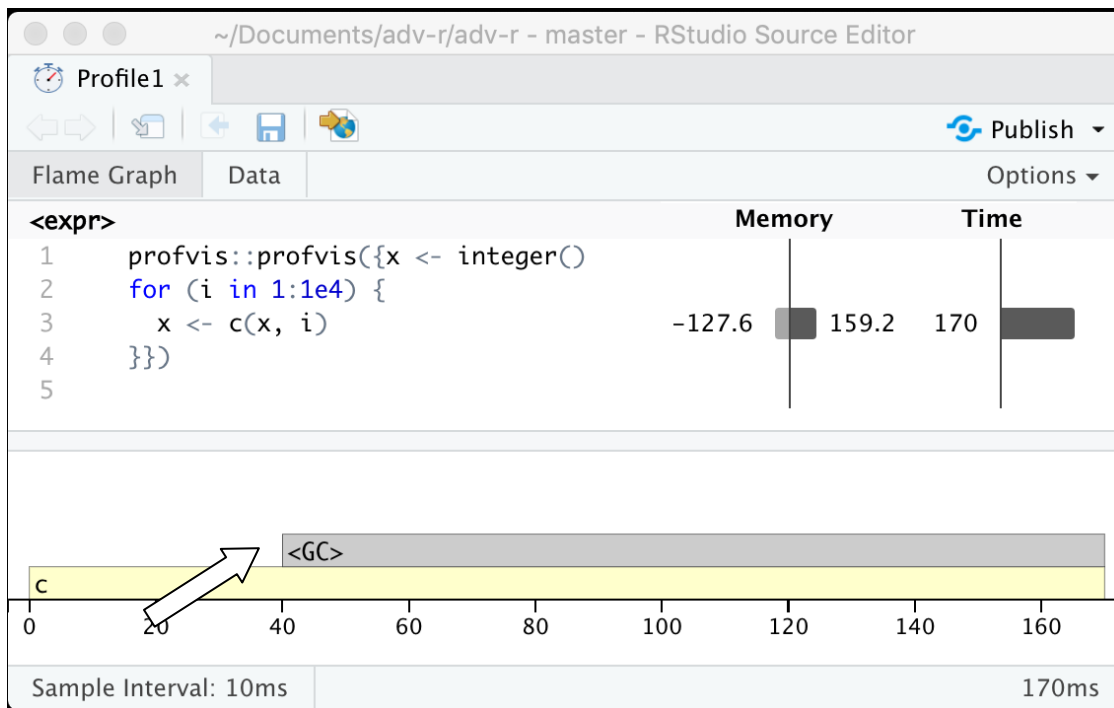 ~/Documents/adv-r/adv-r - master - RStudio Source Editor
Profile1 ×
Publish
Flame Graph Data Options
<expr> Memory Time
1 profvis::profvis({x <- integer()
2 for (i in 1:1e4) {
3 x <- c(x, i) -127.6 159.2 170
4 }})
5
<GC>
c
0 20 40 60 80 100 120 140 160
Sample Interval: 10ms 170ms